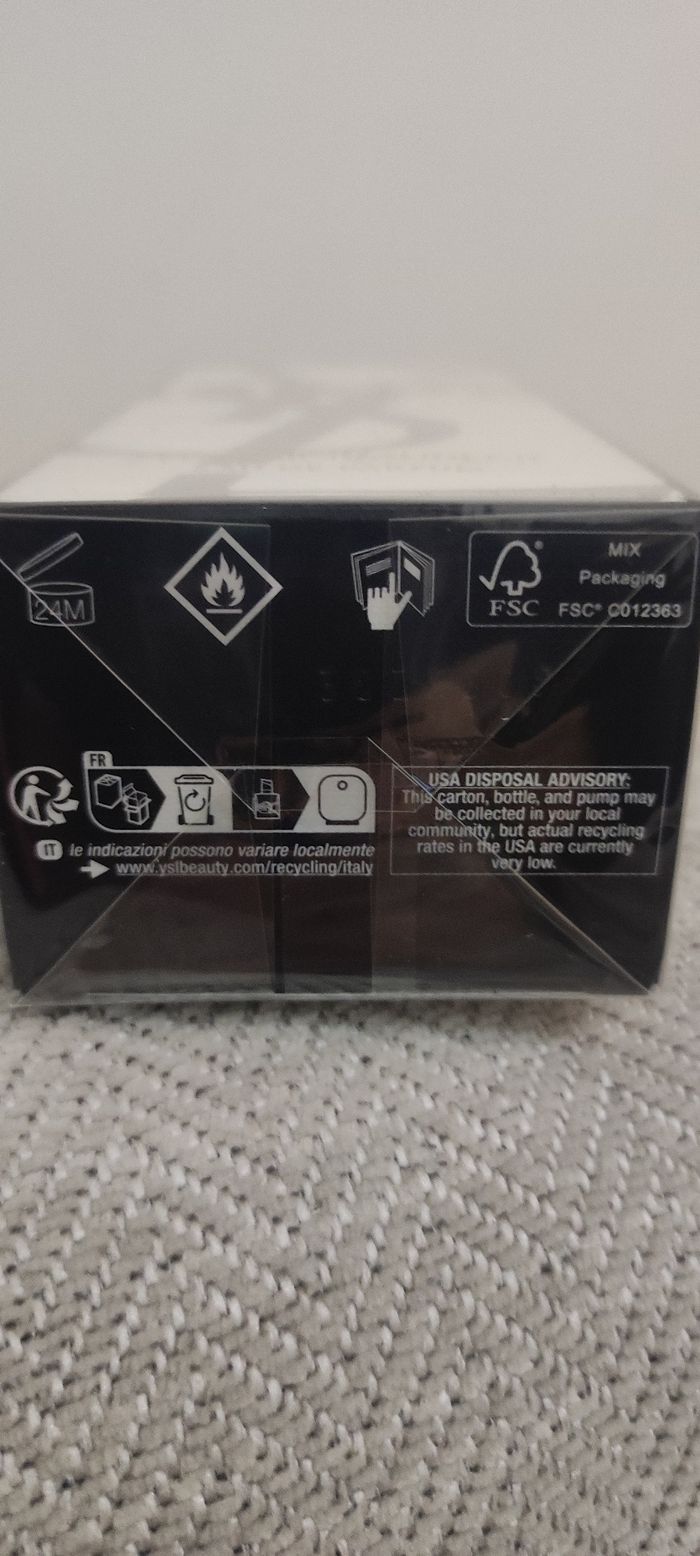 24M
MIX
Packaging
FSC
FSC® C012363
FR
IT le indicazioni possono variare localmente
www.yslbeauty.com/recycling/italy
USA DISPOSAL ADVISORY:
This carton, bottle, and pump may
be collected in your local
community, but actual recycling
rates in the USA are currently
very low.